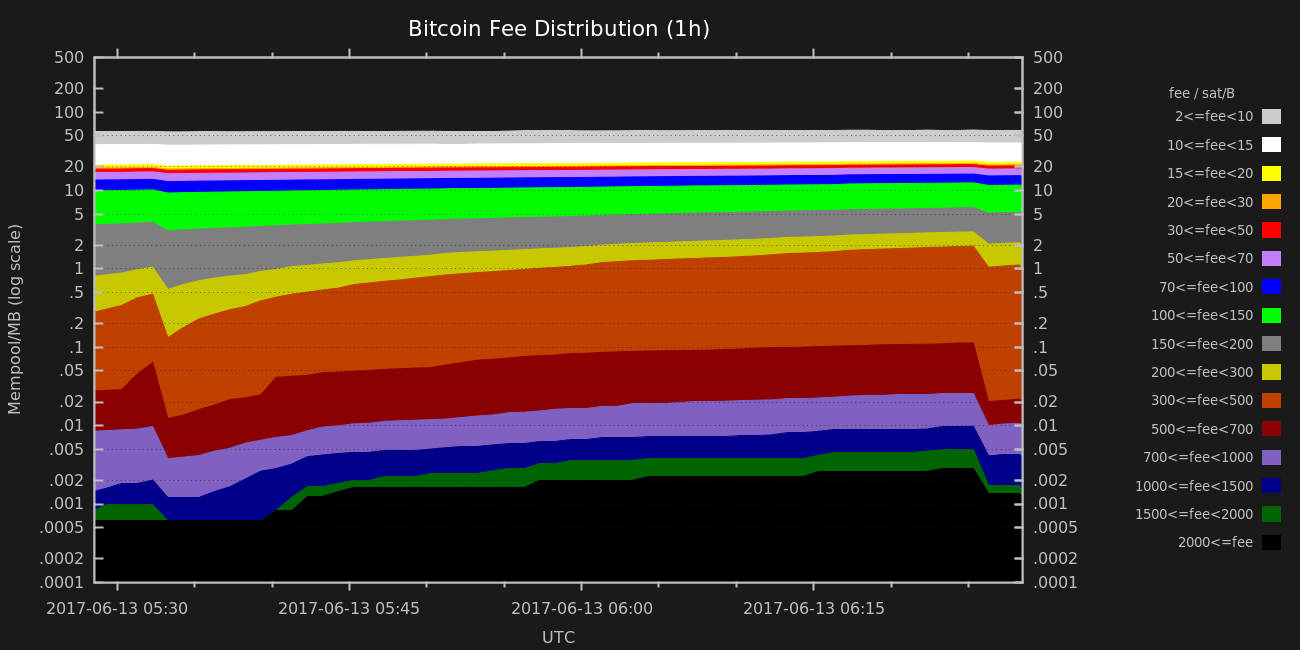 Bitcoin Fee Distribution (1h)
500 500
200 200
100 100
50 50
20 20
10 10
5 5
2 2
1 1
.5 .5
.2 .2
.1 .1
.05 .05
.02 .02
.01 .01
.005 .005
.002 .002
.001 .001
.0005 .0005
.0002 .0002
.0001 .0001
Mempool/MB (log scale)
2017-06-13 05:30 2017-06-13 05:45 2017-06-13 06:00 2017-06-13 06:15
UTC
fee / sat/B
2<=fee<10
10<=fee<15
15<=fee<20
20<=fee<30
30<=fee<50
50<=fee<70
70<=fee<100
100<=fee<150
150<=fee<200
200<=fee<300
300<=fee<500
500<=fee<700
700<=fee<1000
1000<=fee<1500
1500<=fee<2000
2000<=fee